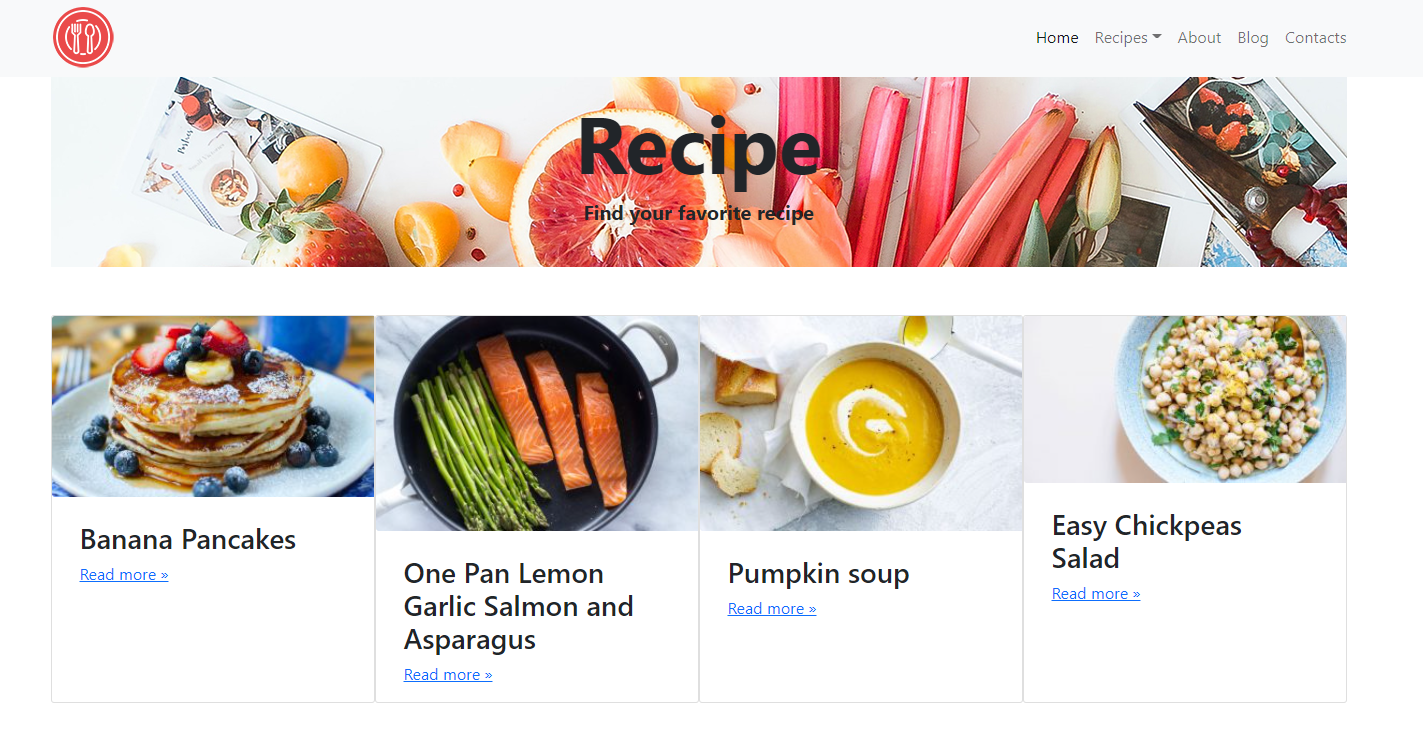 Home Recipes About Blog Contacts
Recipe
Find your favorite recipe
Banana Pancakes
Read more »
One Pan Lemon
Garlic Salmon and
Asparagus
Read more »
Pumpkin soup
Read more »
Easy Chickpeas
Salad
Read more »